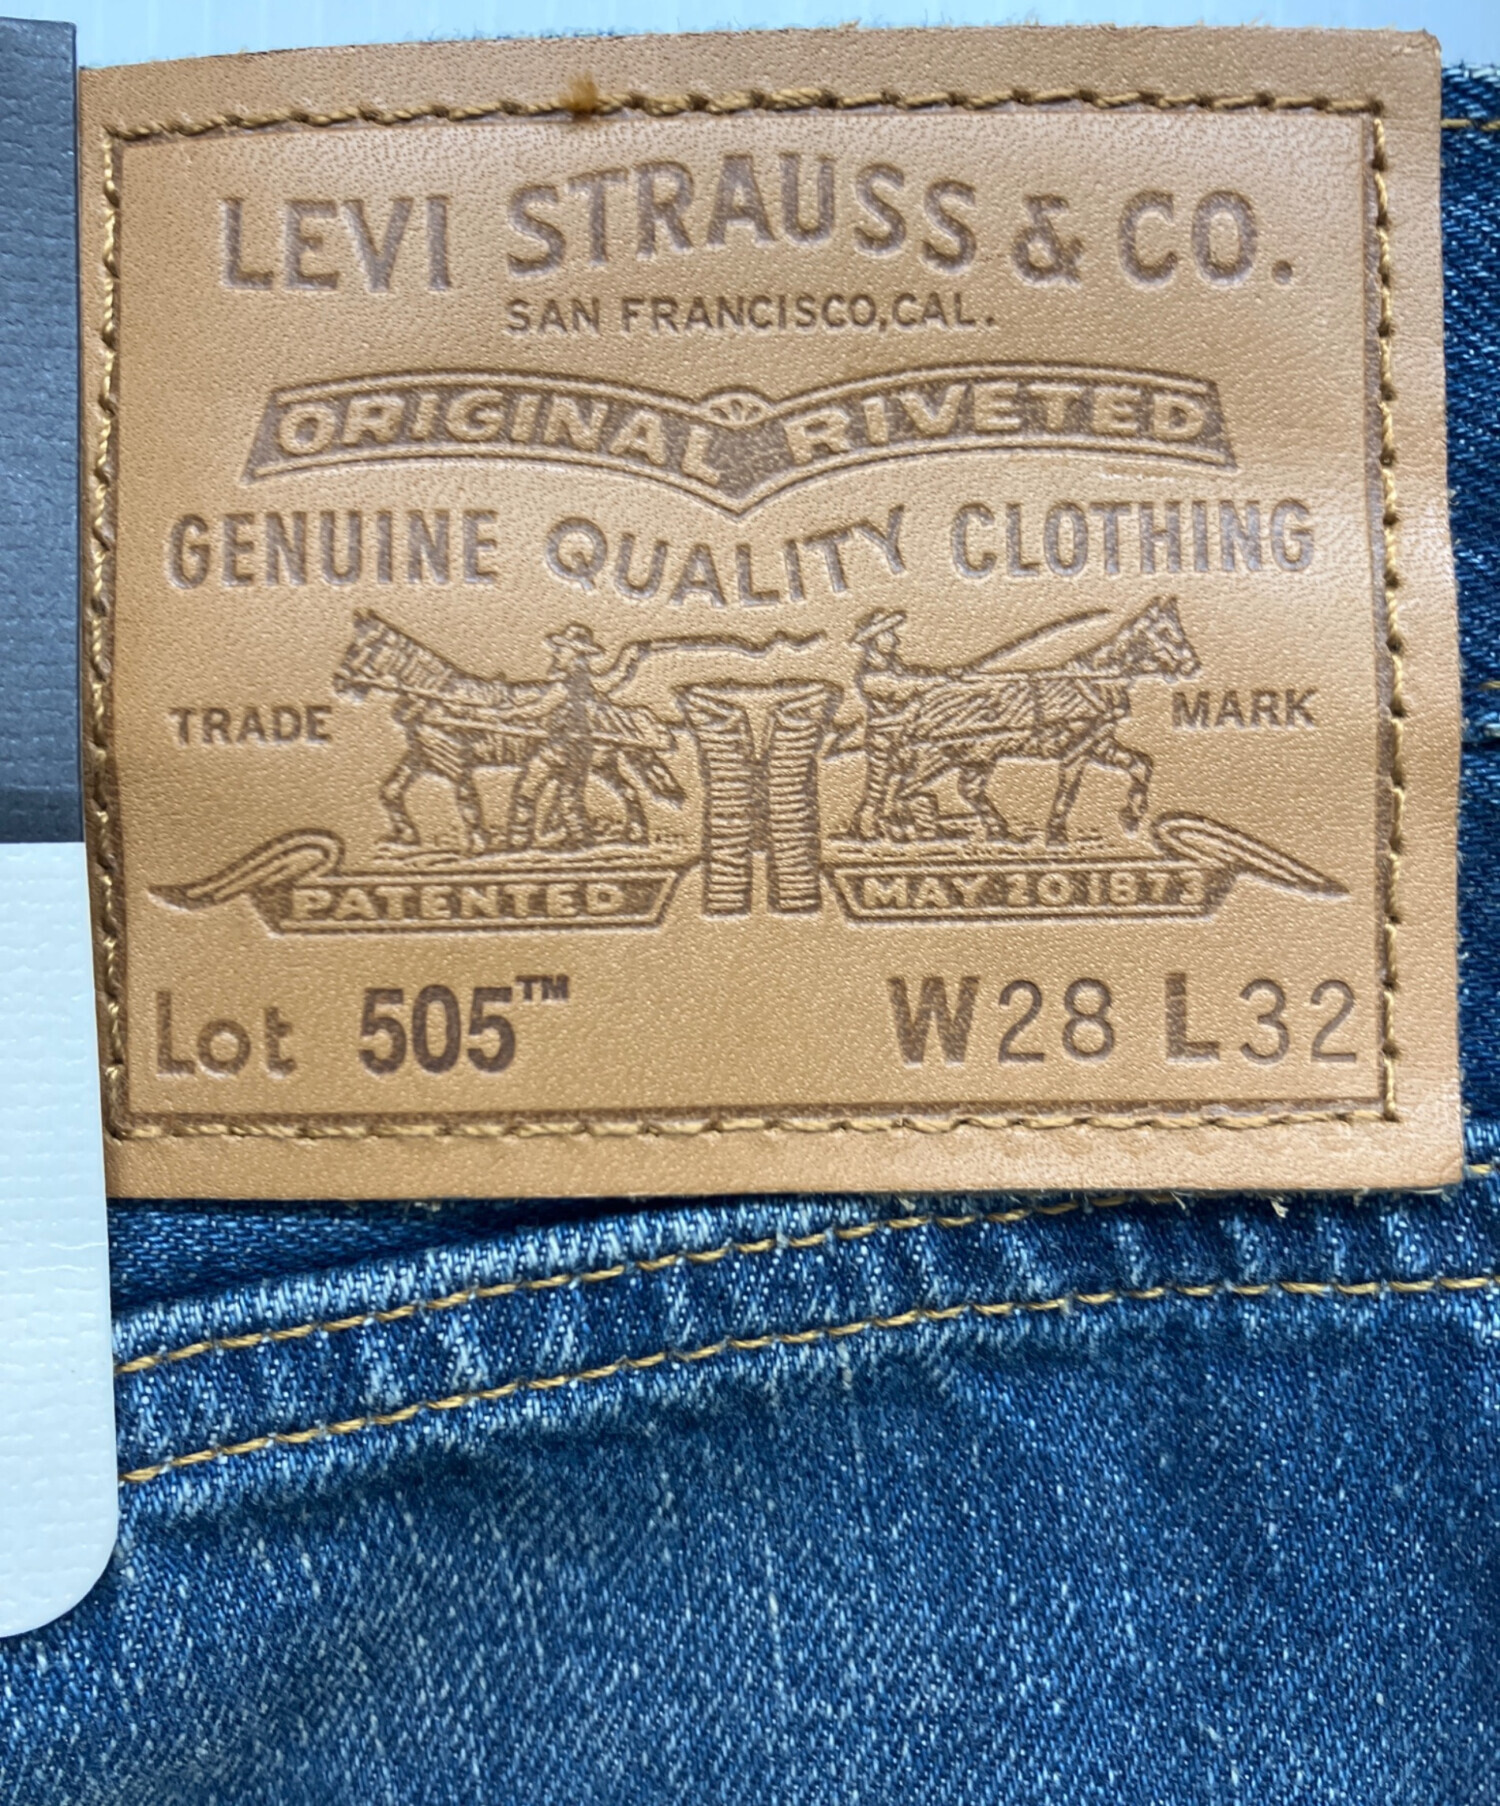 LEVI STRAUSS & CO.
SAN FRANCISCO, CAL.
ORIGINAL RIVETED
GENUINE QUALITY CLOTHING
TRADE MARK
PATENTED MAY 20 1873
Lot 505™ W28 L32